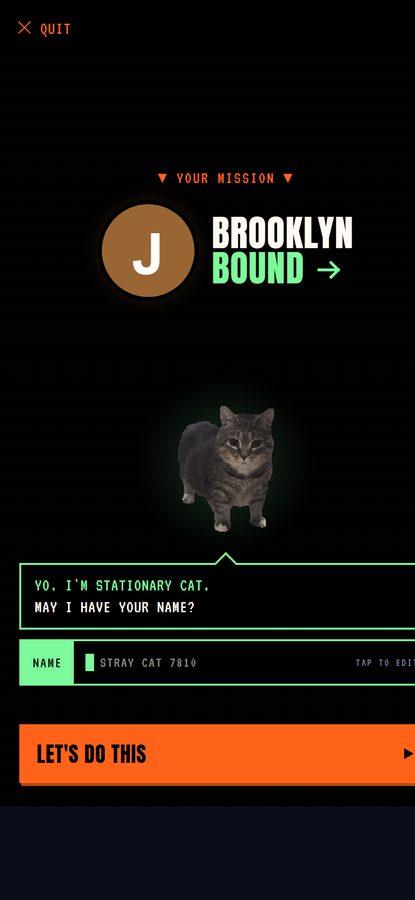 QUIT
▼ YOUR MISSION ▼
J
BROOKLYN
BOUND →
YO. I'M STATIONARY CAT.
MAY I HAVE YOUR NAME?
NAME
STRAY CAT 7810
TAP TO EDIT
LET'S DO THIS